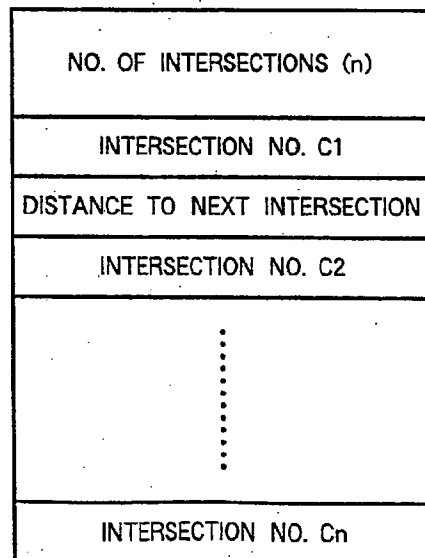 NO. OF INTERSECTIONS (n)
INTERSECTION NO. C1
DISTANCE TO NEXT INTERSECTION
INTERSECTION NO. C2
INTERSECTION NO. Cn